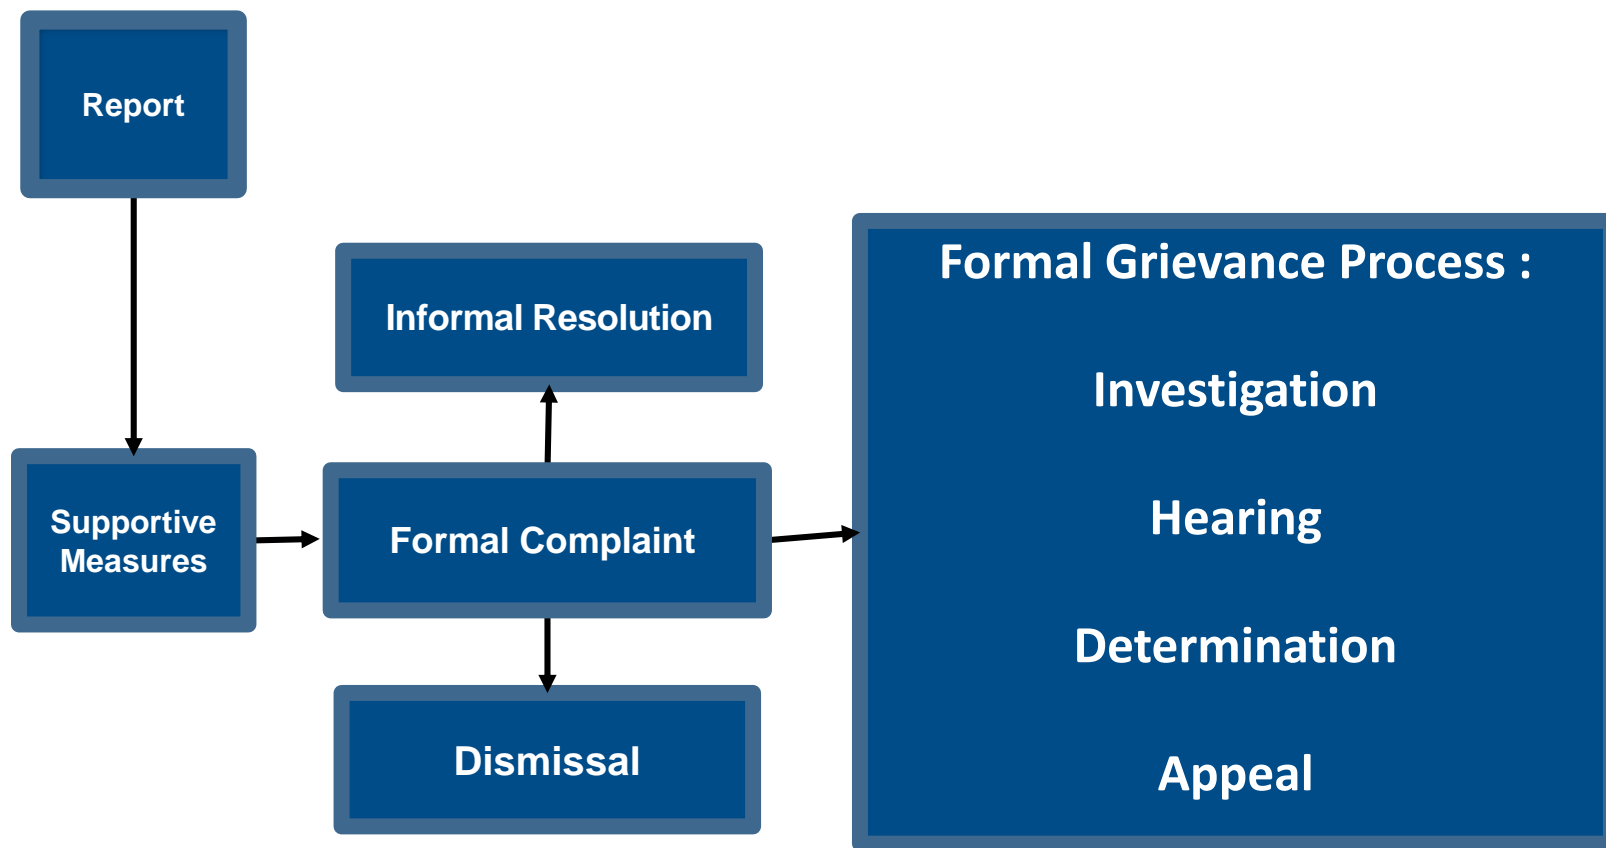 Report
Supportive
Measures
Informal Resolution
Formal Complaint
Dismissal
Formal Grievance Process :
Investigation
Hearing
Determination
Appeal